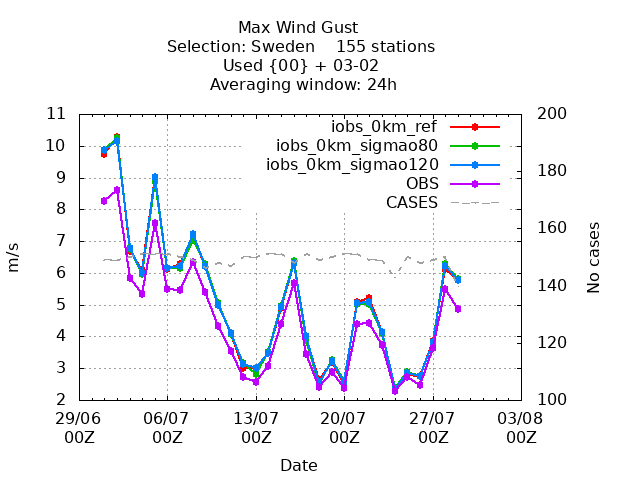 Max Wind Gust
Selection: Sweden 155 stations
Used {00} + 03-02
Averaging window: 24h
11
10
9
8
7
6
5
4
3
2
m/s
200
180
160
140
120
100
No cases
iobs_0km_ref
iobs_0km_sigmao80
iobs_0km_sigmao120
OBS
CASES
29/06 06/07 13/07 20/07 27/07 03/08
00Z 00Z 00Z 00Z 00Z 00Z
Date